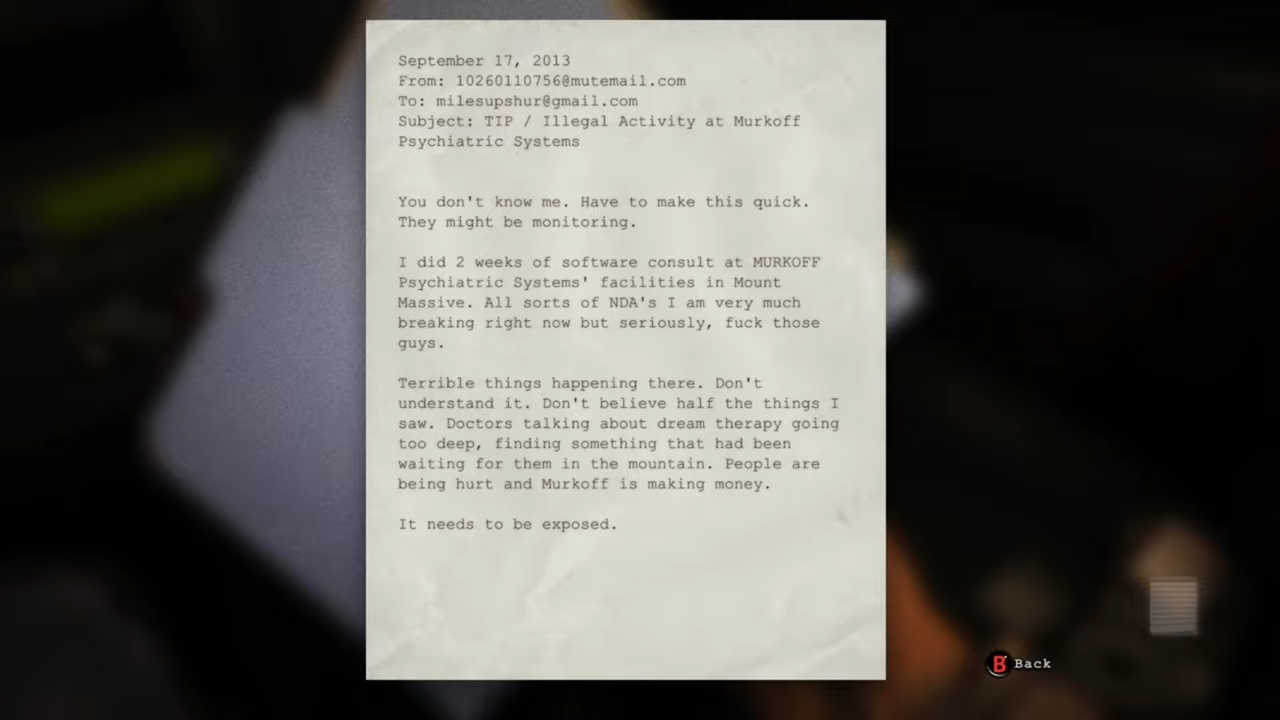 September 17, 2013
From: 10260110756@mutemail.com
To: milesupshur@gmail.com
Subject: TIP / Illegal Activity at Murkoff
Psychiatric Systems
You don't know me. Have to make this quick.
They might be monitoring.
I did 2 weeks of software consult at MURKOFF
Psychiatric Systems' facilities in Mount
Massive. All sorts of NDA's I am very much
breaking right now but seriously, fuck those
guys.
Terrible things happening there. Don't
understand it. Don't believe half the things I
saw. Doctors talking about dream therapy going
too deep, finding something that had been
waiting for them in the mountain. People are
being hurt and Murkoff is making money.
It needs to be exposed.
B Back